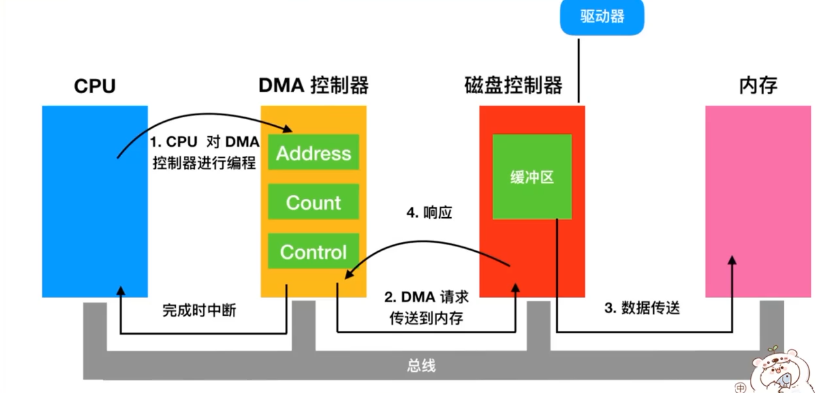 驱动器
CPU
DMA 控制器
磁盘控制器
内存
1. CPU 对 DMA
控制器进行编程
Address
Count
Control
缓冲区
4. 响应
2. DMA 请求
传送到内存
3. 数据传送
完成时中断
总线
中